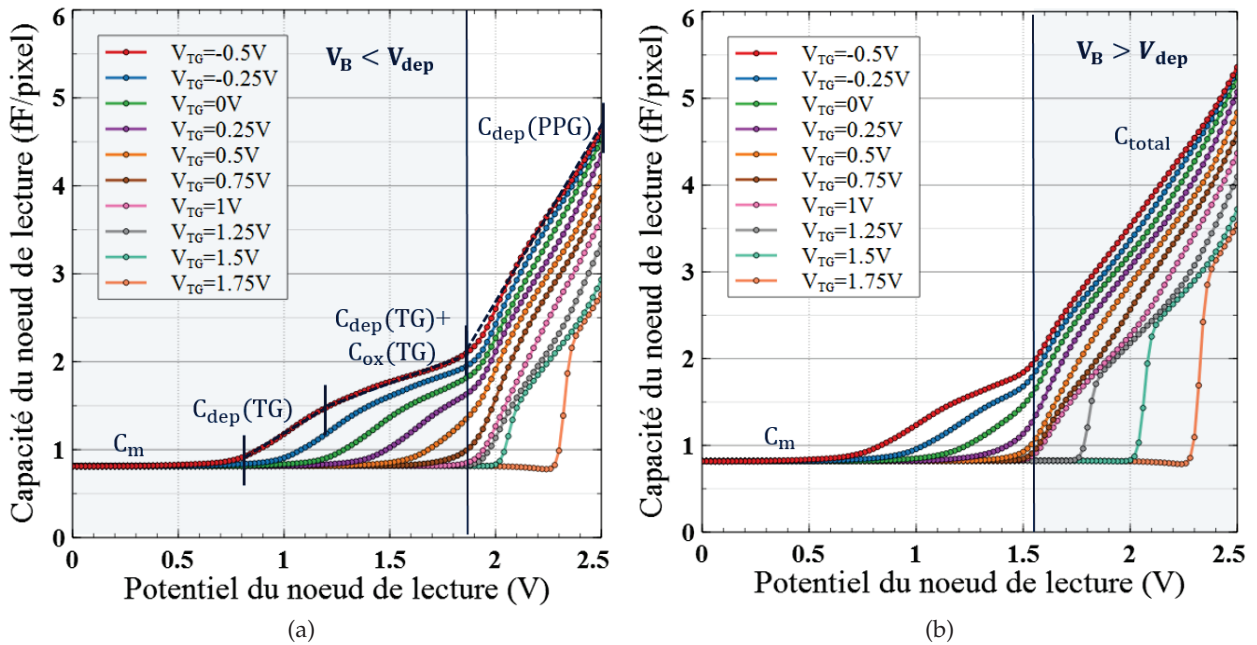 6
5
4
3
2
1
0
Capacité du noeud de lecture (fF/pixel)
V_TG=-0.5V
V_TG=-0.25V
V_TG=0V
V_TG=0.25V
V_TG=0.5V
V_TG=0.75V
V_TG=1V
V_TG=1.25V
V_TG=1.5V
V_TG=1.75V
V_B < V_dep
C_dep(PPG)
C_dep(TG)+
C_ox(TG)
C_dep(TG)
C_m
0 0.5 1 1.5 2 2.5
Potentiel du noeud de lecture (V)
(a)
6
5
4
3
2
1
0
Capacité du noeud de lecture (fF/pixel)
V_TG=-0.5V
V_TG=-0.25V
V_TG=0V
V_TG=0.25V
V_TG=0.5V
V_TG=0.75V
V_TG=1V
V_TG=1.25V
V_TG=1.5V
V_TG=1.75V
V_B > V_dep
C_total
C_m
0 0.5 1 1.5 2 2.5
Potentiel du noeud de lecture (V)
(b)